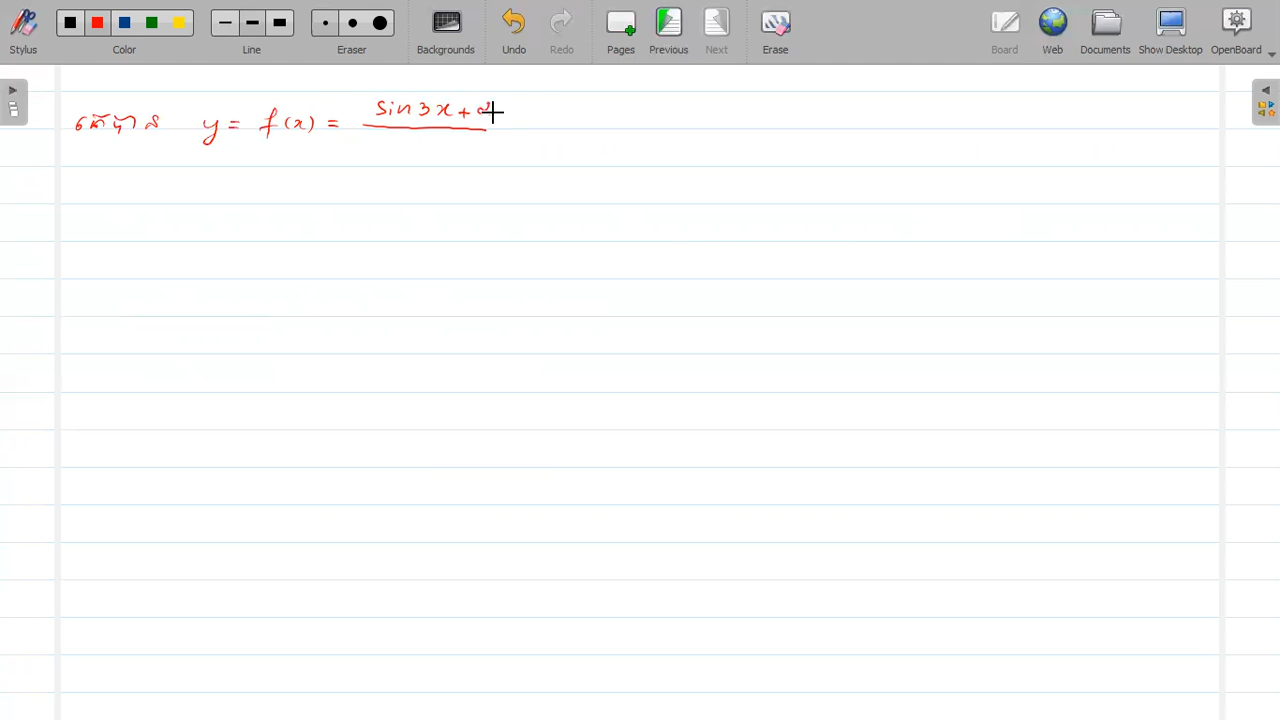 Stylus Color Line Eraser Backgrounds Undo Redo Pages Previous Next Erase Board Web Documents Show Desktop OpenBoard
y = f(x) = sin 3x +